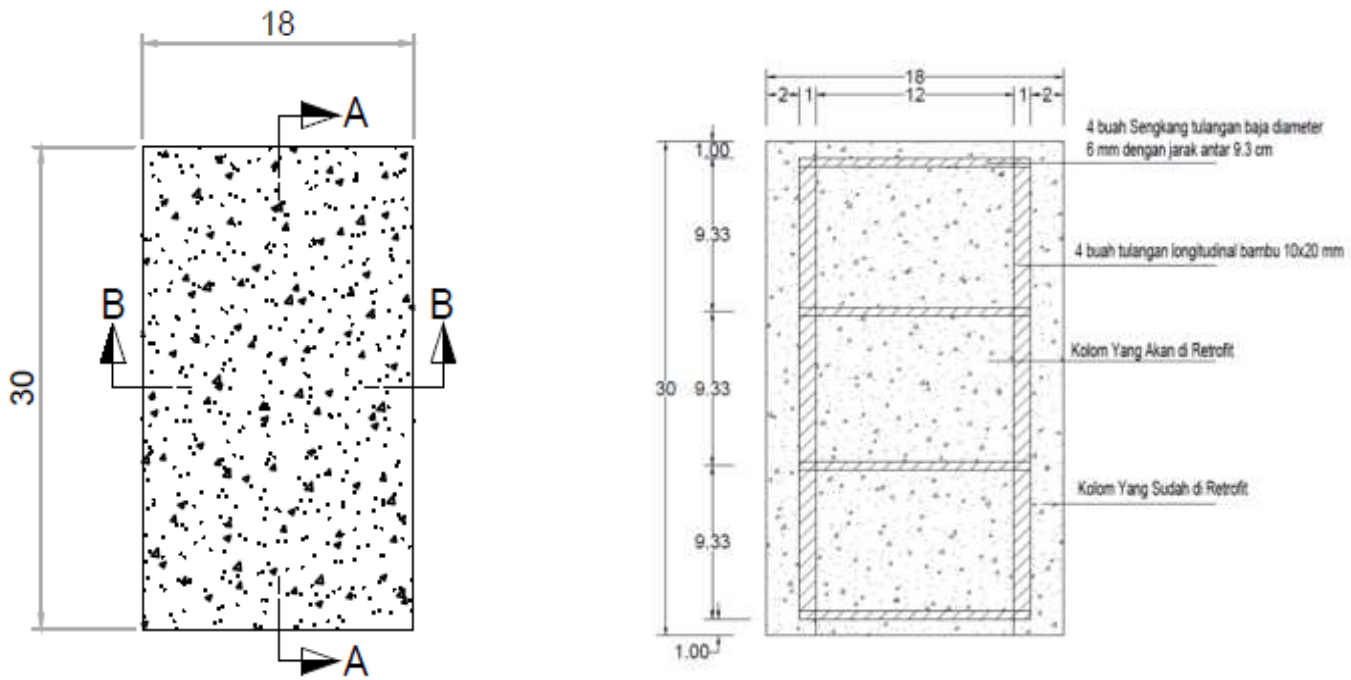 18
A
B
B
30
A
18
2
1
12
1
2
1.00
4 buah Sengkang tulangan baja diameter
6 mm dengan jarak antar 9.3 cm
9.33
4 buah tulangan longitudinal bambu 10x20 mm
Kolom Yang Akan di Retrofit
30
9.33
Kolom Yang Sudah di Retrofit
9.33
1.00